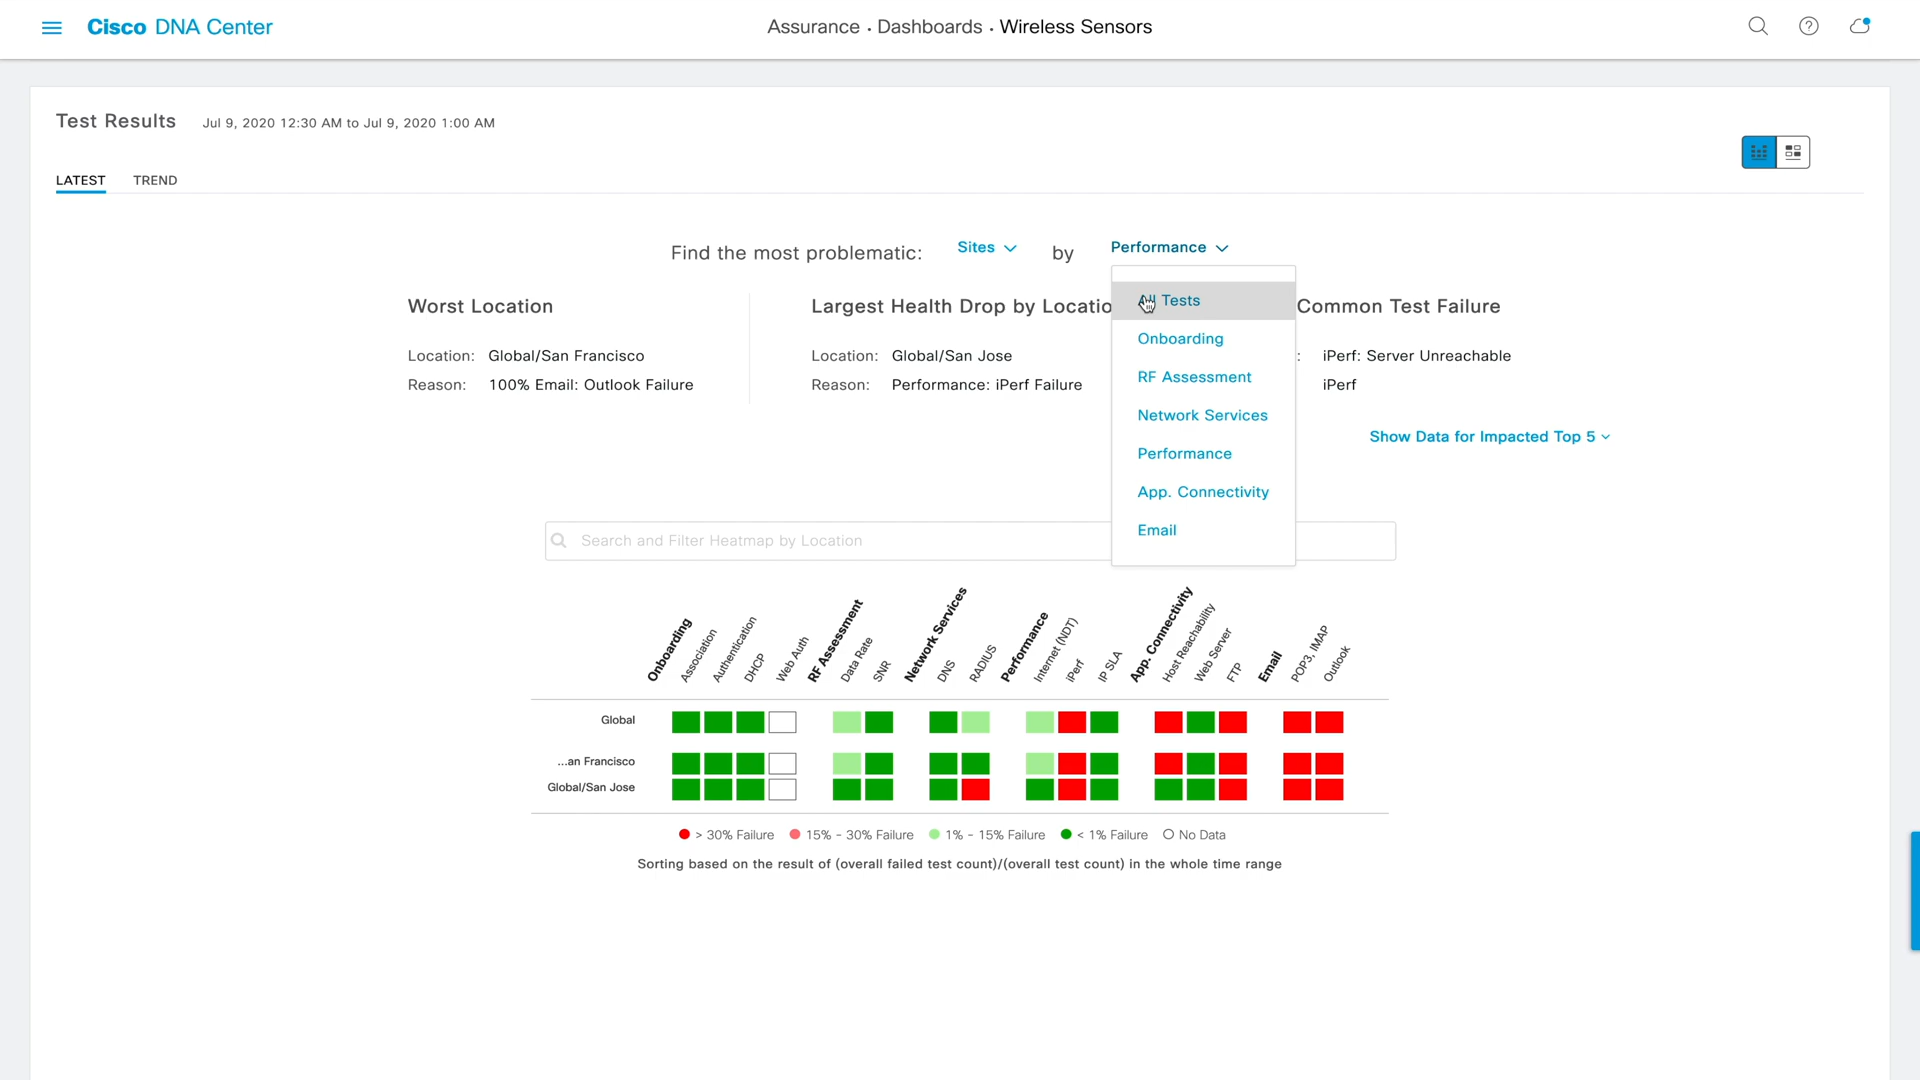 Cisco DNA Center
Assurance · Dashboards · Wireless Sensors
Test Results Jul 9, 2020 12:30 AM to Jul 9, 2020 1:00 AM
LATEST TREND
Find the most problematic: Sites by Performance
All Tests
Onboarding
RF Assessment
Network Services
Performance
App. Connectivity
Email
Worst Location
Location: Global/San Francisco
Reason: 100% Email: Outlook Failure
Largest Health Drop by Locatio
Location: Global/San Jose
Reason: Performance: iPerf Failure
Common Test Failure
: iPerf: Server Unreachable
iPerf
Show Data for Impacted Top 5
Search and Filter Heatmap by Location
Onboarding
Association
Authentication
DHCP
Web Auth
RF Assessment
Data Rate
SNR
Network Services
DNS
RADIUS
Performance
Internet (NDT)
iPerf
IP SLA
App. Connectivity
Host Reachability
Web Server
FTP
Email
POP3, IMAP
Outlook
Global
...an Francisco
Global/San Jose
> 30% Failure 15% - 30% Failure 1% - 15% Failure < 1% Failure No Data
Sorting based on the result of (overall failed test count)/(overall test count) in the whole time range